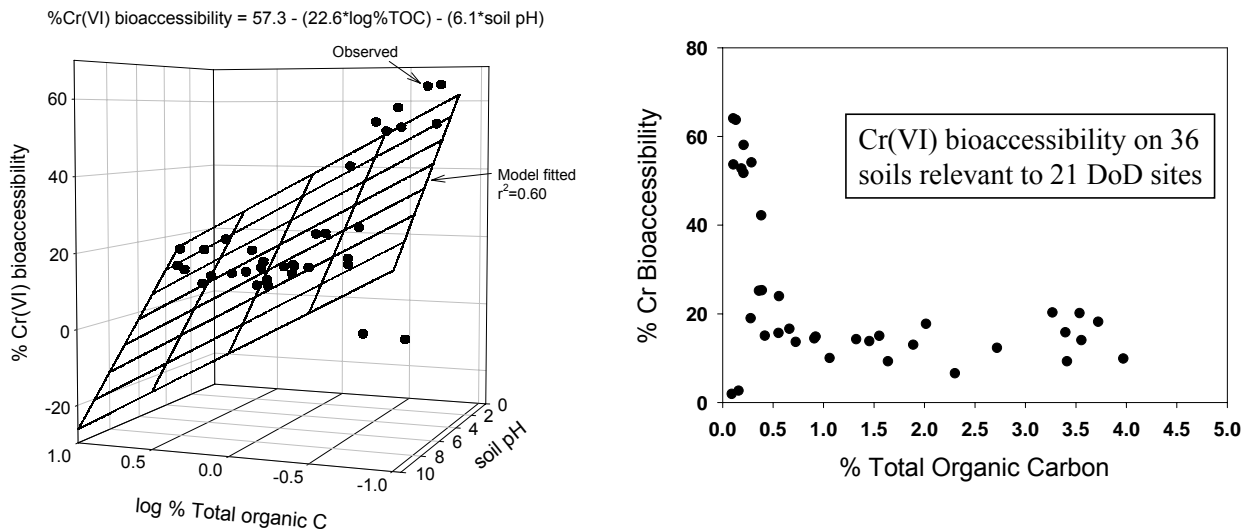 %Cr(VI) bioaccessibility = 57.3 - (22.6*log%TOC) - (6.1*soil pH)
Observed
Model fitted
r²=0.60
% Cr(VI) bioaccessibility
60
40
20
0
-20
1.0
0.5
0.0
-0.5
-1.0
log % Total organic C
0
2
4
6
8
10
soil pH
80
60
40
20
0
% Cr Bioaccessibility
Cr(VI) bioaccessibility on 36
soils relevant to 21 DoD sites
0.0 0.5 1.0 1.5 2.0 2.5 3.0 3.5 4.0 4.5 5.0
% Total Organic Carbon